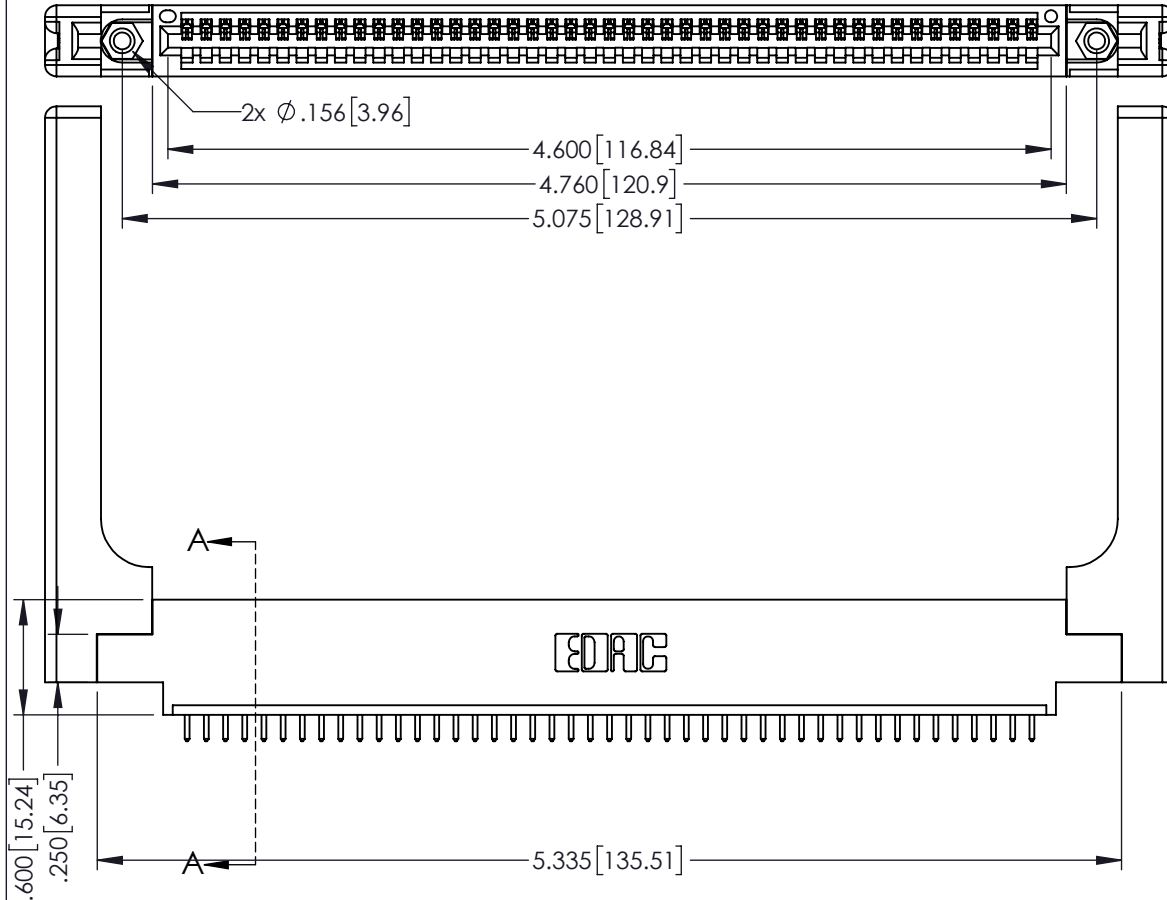 2x Ø .156[3.96]
4.600[116.84]
4.760[120.9]
5.075[128.91]
A
EDAC
.600[15.24]
.250[6.35]
A
5.335[135.51]